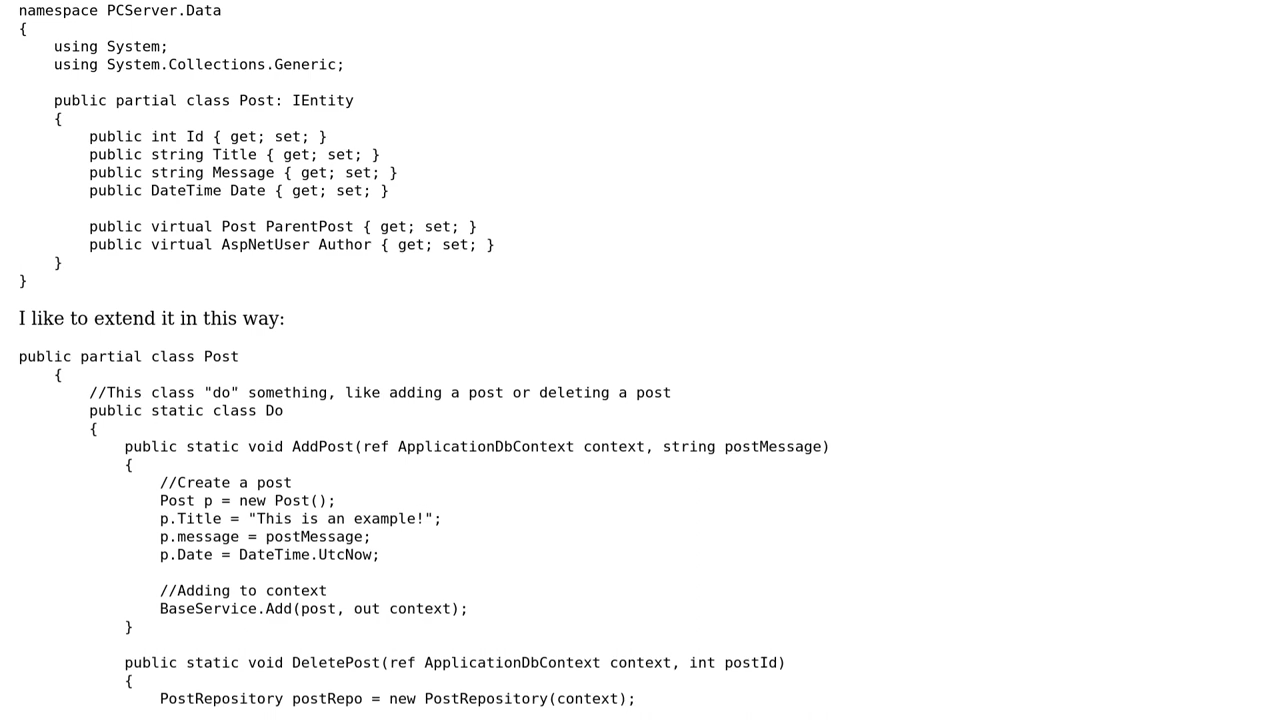 namespace PCServer.Data
{
    using System;
    using System.Collections.Generic;

    public partial class Post: IEntity
    {
        public int Id { get; set; }
        public string Title { get; set; }
        public string Message { get; set; }
        public DateTime Date { get; set; }

        public virtual Post ParentPost { get; set; }
        public virtual AspNetUser Author { get; set; }
    }
}
I like to extend it in this way:
public partial class Post
    {
        //This class "do" something, like adding a post or deleting a post
        public static class Do
        {
            public static void AddPost(ref ApplicationDbContext context, string postMessage)
            {
                //Create a post
                Post p = new Post();
                p.Title = "This is an example!";
                p.message = postMessage;
                p.Date = DateTime.UtcNow;

                //Adding to context
                BaseService.Add(post, out context);
            }

            public static void DeletePost(ref ApplicationDbContext context, int postId)
            {
                PostRepository postRepo = new PostRepository(context);